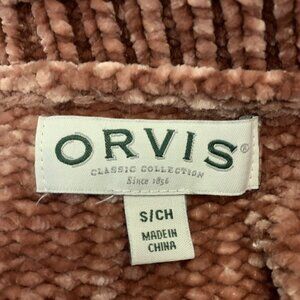 ORVIS®
CLASSIC COLLECTION
Since 1856
S/CH
MADE IN
CHINA